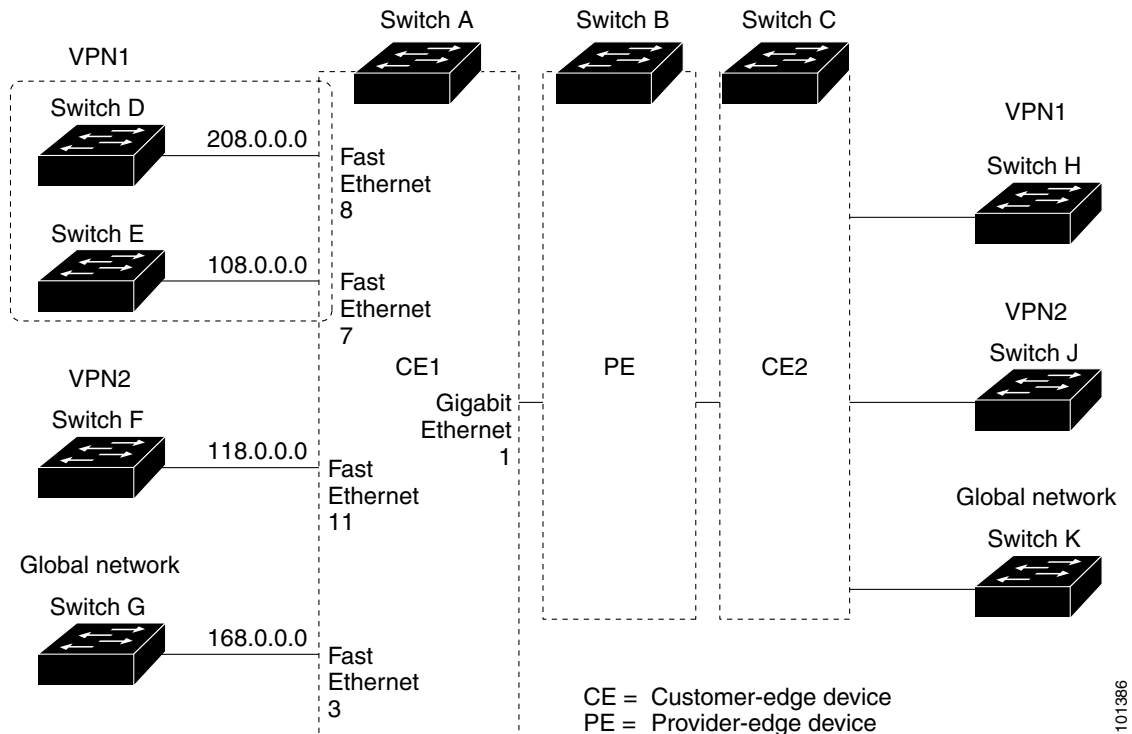 Switch A
Switch B
Switch C
VPN1
Switch D
208.0.0.0
Fast
Ethernet
8
Switch E
108.0.0.0
Fast
Ethernet
7
VPN2
Switch F
118.0.0.0
Fast
Ethernet
11
Global network
Switch G
168.0.0.0
Fast
Ethernet
3
CE1
Gigabit
Ethernet
1
PE
CE2
VPN1
Switch H
VPN2
Switch J
Global network
Switch K
CE = Customer-edge device
PE = Provider-edge device
101386